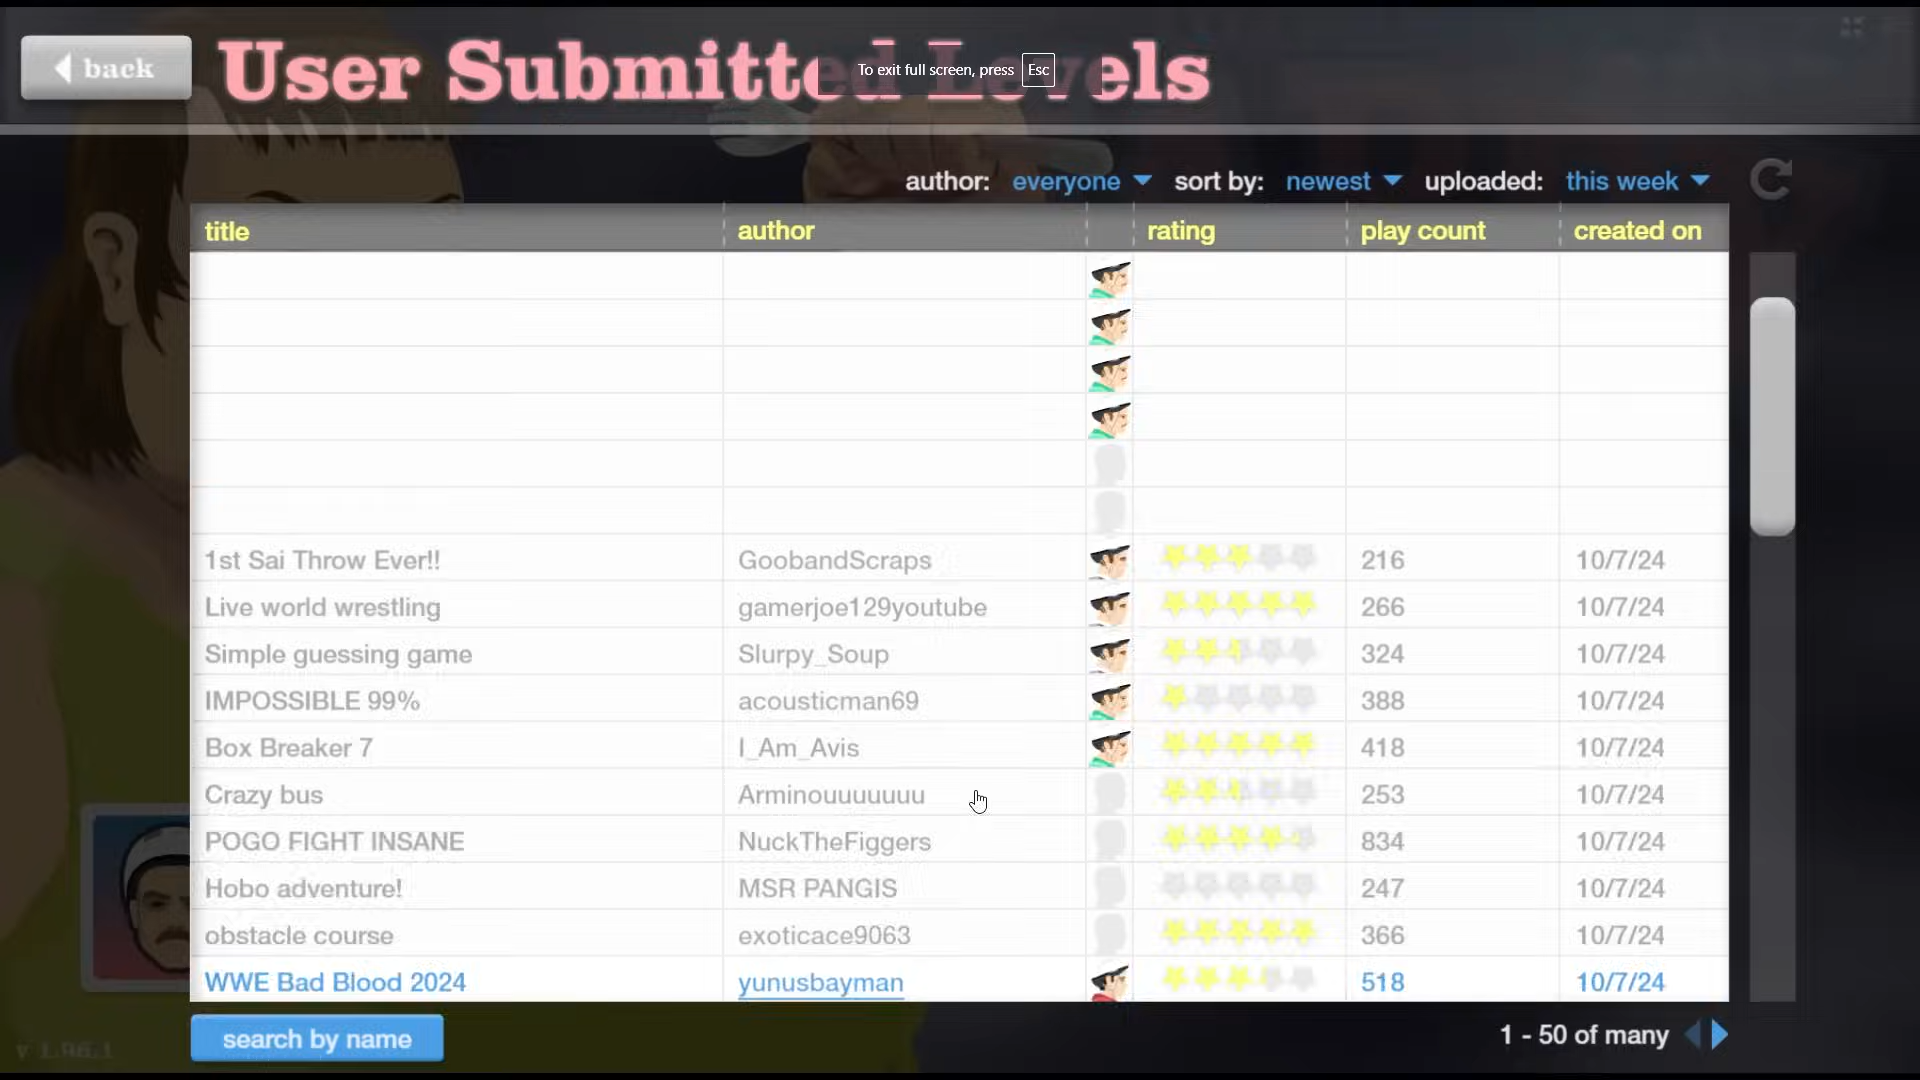 back
User Submitted Levels
To exit full screen, press Esc
author: everyone sort by: newest uploaded: this week
title author rating play count created on
1st Sai Throw Ever!! GoobandScraps 216 10/7/24
Live world wrestling gamerjoe129youtube 266 10/7/24
Simple guessing game Slurpy_Soup 324 10/7/24
IMPOSSIBLE 99% acousticman69 388 10/7/24
Box Breaker 7 I_Am_Avis 418 10/7/24
Crazy bus Arminouuuuuuu 253 10/7/24
POGO FIGHT INSANE NuckTheFiggers 834 10/7/24
Hobo adventure! MSR PANGIS 247 10/7/24
obstacle course exoticace9063 366 10/7/24
WWE Bad Blood 2024 yunusbayman 518 10/7/24
search by name 1 - 50 of many